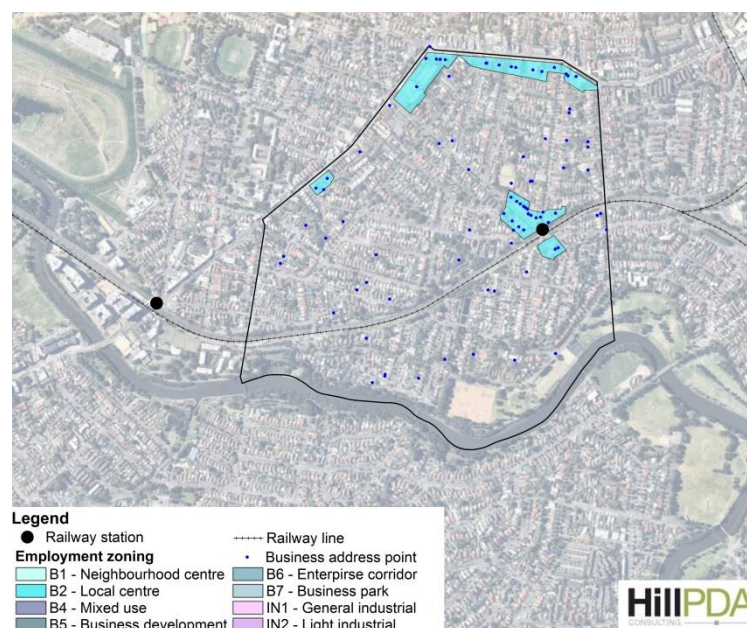 Legend
Railway station
Railway line
Employment zoning
Business address point
B1 - Neighbourhood centre
B6 - Enterpirse corridor
B2 - Local centre
B7 - Business park
B4 - Mixed use
IN1 - General industrial
B5 - Business development
IN2 - Light industrial
HillPDA
CONSULTING